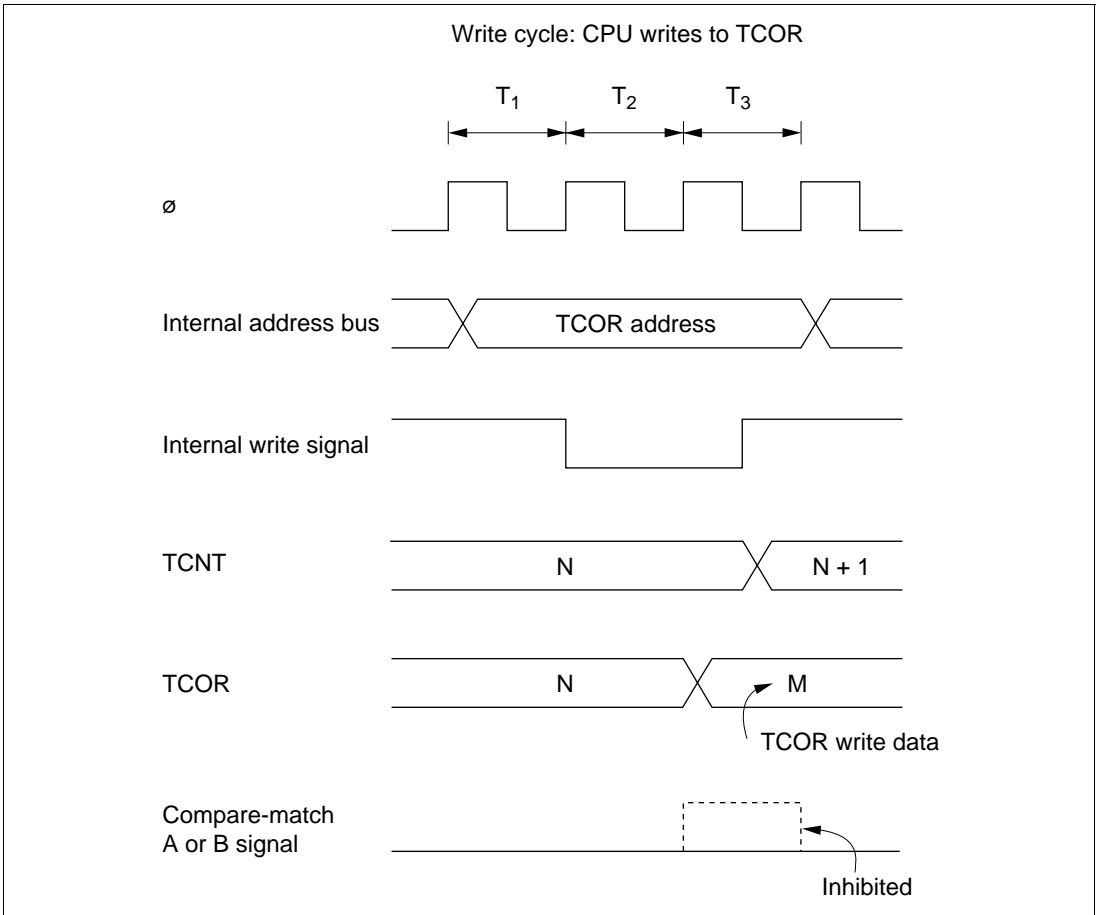 Write cycle: CPU writes to TCOR
T1 T2 T3
ø
Internal address bus
TCOR address
Internal write signal
TCNT
N
N + 1
TCOR
N
M
TCOR write data
Compare-match
A or B signal
Inhibited